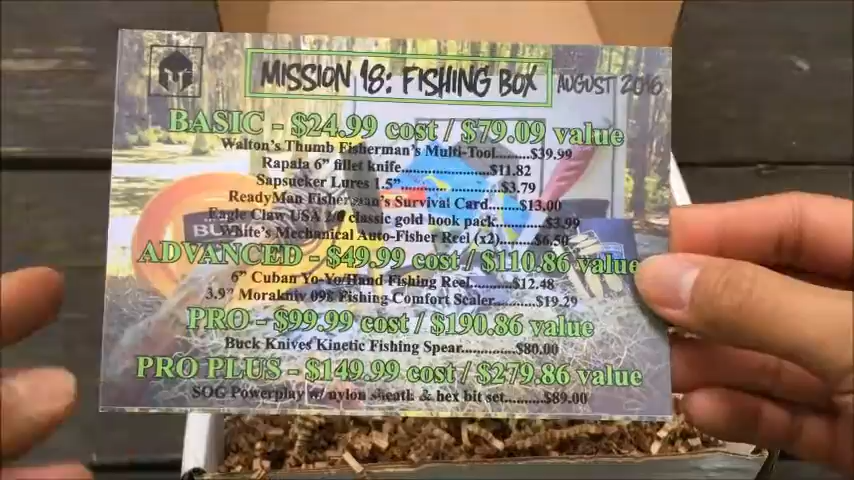 MISSION 18: FISHING BOX AUGUST 2016
BASIC - $24.99 cost / $79.09 value
Walton's Thumb Fisherman's Multi-Tool.........$39.99
Rapala 6" fillet knife..................$11.82
Sapsucker Lures 1.5"................$3.79
ReadyMan Fisherman's Survival Card.......$13.00
Eagle Claw USA 2/0 classic gold hook pack......$3.99
White's Mechanical Auto-Fisher Reel (x2).......$6.50
ADVANCED - $49.99 cost / $110.86 value
6" Cuban Yo-Yo/Hand Fishing Reel.........$12.48
3.9" Morakniv 098 Fishing Comfort Scaler..........$19.29
PRO - $99.99 cost / $190.86 value
Buck Knives Kinetic Fishing Spear..............$80.00
PRO PLUS - $149.99 cost / $279.86 value
SOG Powerplay w/ nylon sheath & hex bit set...........$89.00